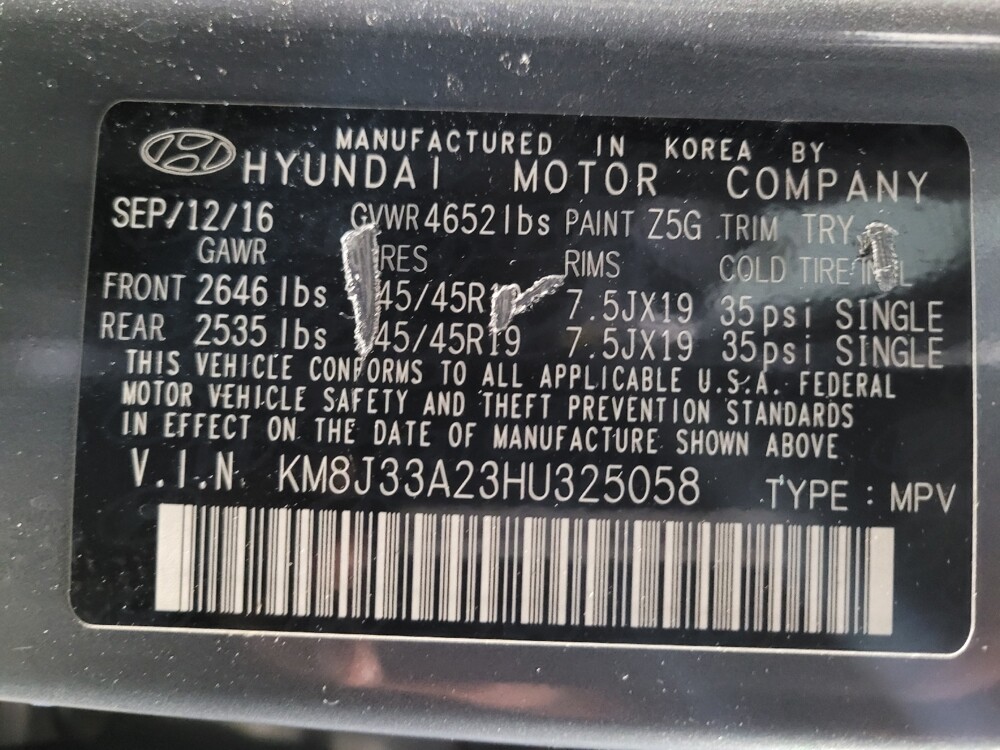 MANUFACTURED IN KOREA BY
HYUNDAI MOTOR COMPANY
SEP/12/16 GVWR 4652 lbs PAINT Z5G TRIM TRY
GAWR RIMS COLD TIRE
FRONT 2646 lbs 7.5JX19 35psi SINGLE
REAR 2535 lbs 45/45R19 7.5JX19 35psi SINGLE
THIS VEHICLE CONFORMS TO ALL APPLICABLE U.S.A. FEDERAL
MOTOR VEHICLE SAFETY AND THEFT PREVENTION STANDARDS
IN EFFECT ON THE DATE OF MANUFACTURE SHOWN ABOVE
V.I.N KM8J33A23HU325058 TYPE : MPV